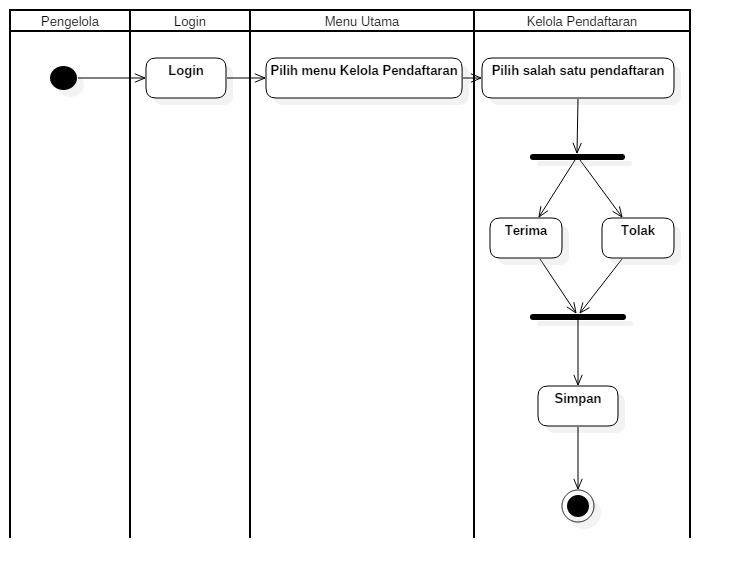 Pengelola
Login
Menu Utama
Kelola Pendaftaran
Login
Pilih menu Kelola Pendaftaran
Pilih salah satu pendaftaran
Terima
Tolak
Simpan